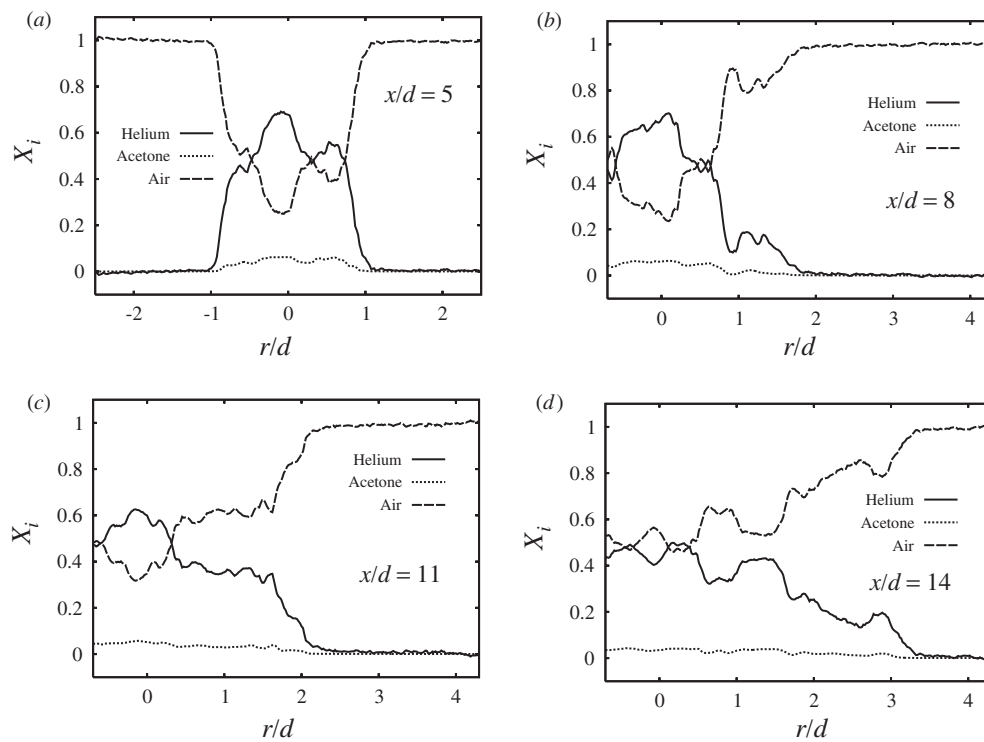 (a)
1
0.8
0.6
0.4
0.2
0
X_i
x/d = 5
Helium
Acetone
Air
-2 -1 0 1 2
r/d
(b)
1
0.8
0.6
0.4
0.2
0
X_i
Helium
Acetone
Air
x/d = 8
0 1 2 3 4
r/d
(c)
1
0.8
0.6
0.4
0.2
0
X_i
Helium
Acetone
Air
x/d = 11
0 1 2 3 4
r/d
(d)
1
0.8
0.6
0.4
0.2
0
X_i
Helium
Acetone
Air
x/d = 14
0 1 2 3 4
r/d